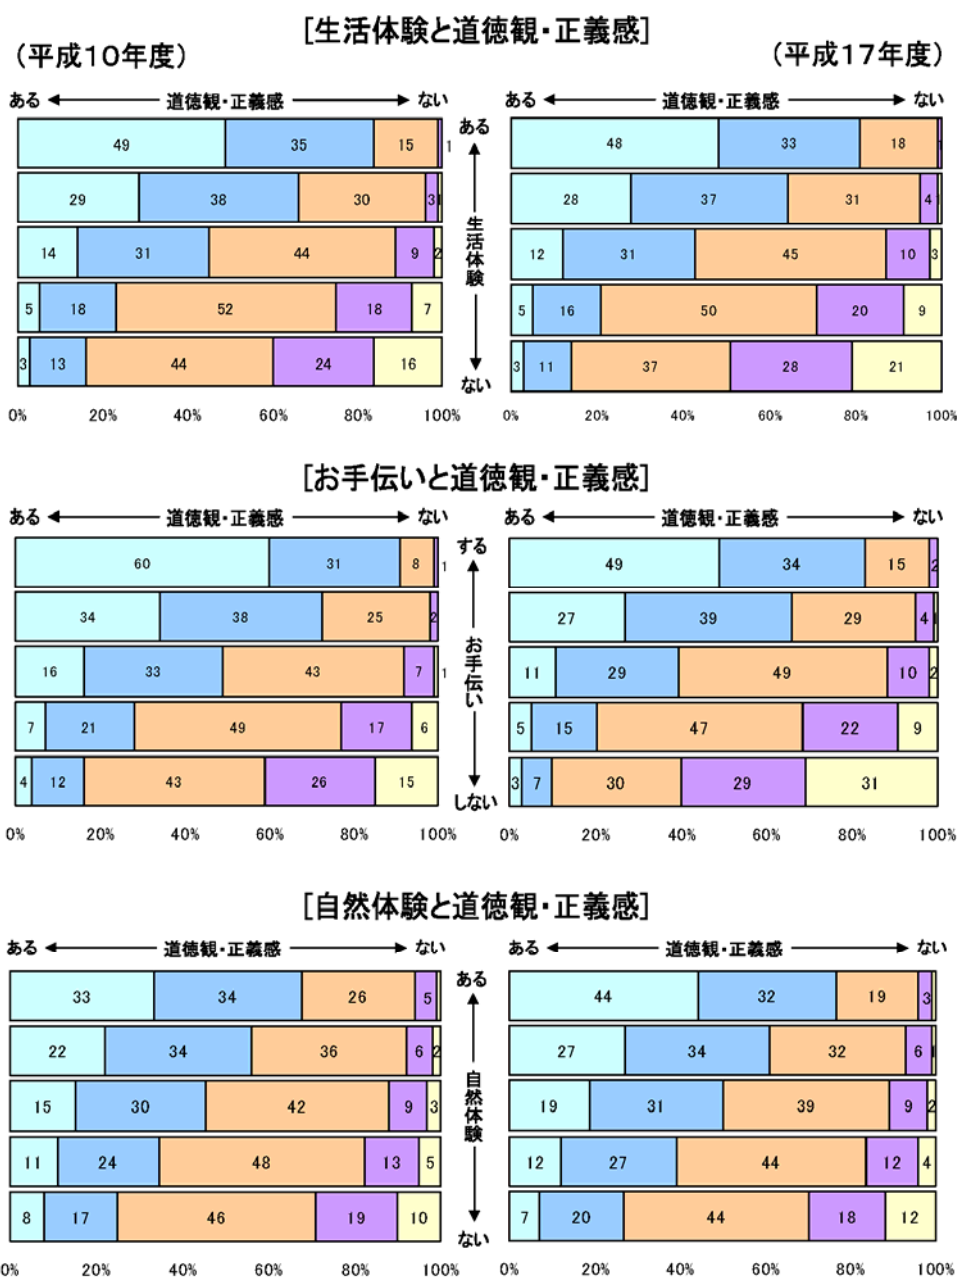 [生活体験と道徳観・正義感]
（平成１０年度） （平成１７年度）
ある 道徳観・正義感 ない ある 道徳観・正義感 ない
ある
生活体験
ない
49 35 15 1
29 38 30 3 1
14 31 44 9 2
5 18 52 18 7
3 13 44 24 16
0% 20% 40% 60% 80% 100%
48 33 18 1
28 37 31 4 1
12 31 45 10 3
5 16 50 20 9
3 11 37 28 21
0% 20% 40% 60% 80% 100%
[お手伝いと道徳観・正義感]
ある 道徳観・正義感 ない ある 道徳観・正義感 ない
する
お手伝い
しない
60 31 8 1
34 38 25 2
16 33 43 7 1
7 21 49 17 6
4 12 43 26 15
0% 20% 40% 60% 80% 100%
49 34 15 2
27 39 29 4 1
11 29 49 10 2
5 15 47 22 9
3 7 30 29 31
0% 20% 40% 60% 80% 100%
[自然体験と道徳観・正義感]
ある 道徳観・正義感 ない ある 道徳観・正義感 ない
ある
自然体験
ない
33 34 26 5
22 34 36 6 2
15 30 42 9 3
11 24 48 13 5
8 17 46 19 10
0% 20% 40% 60% 80% 100%
44 32 19 3
27 34 32 6 1
19 31 39 9 2
12 27 44 12 4
7 20 44 18 12
0% 20% 40% 60% 80% 100%